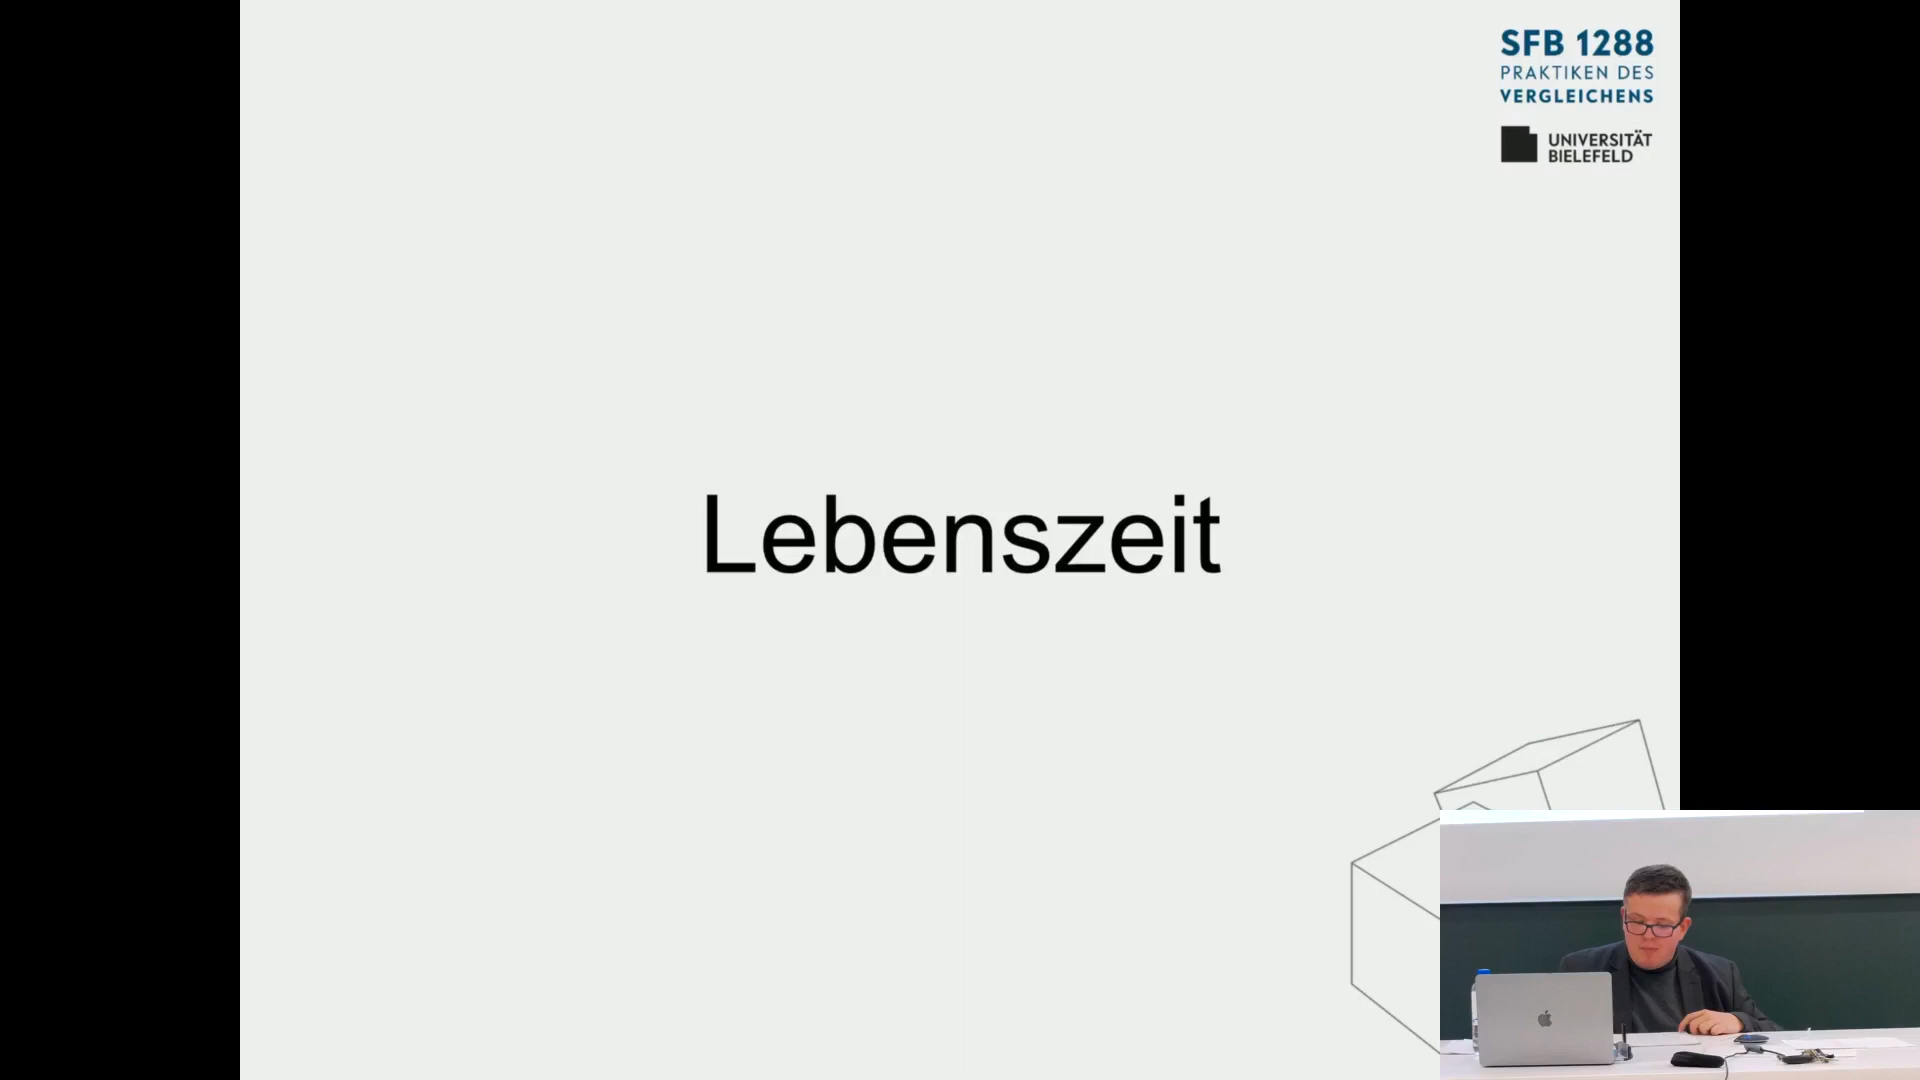 SFB 1288
PRAKTIKEN DES
VERGLEICHENS
UNIVERSITÄT
BIELEFELD
Lebenszeit